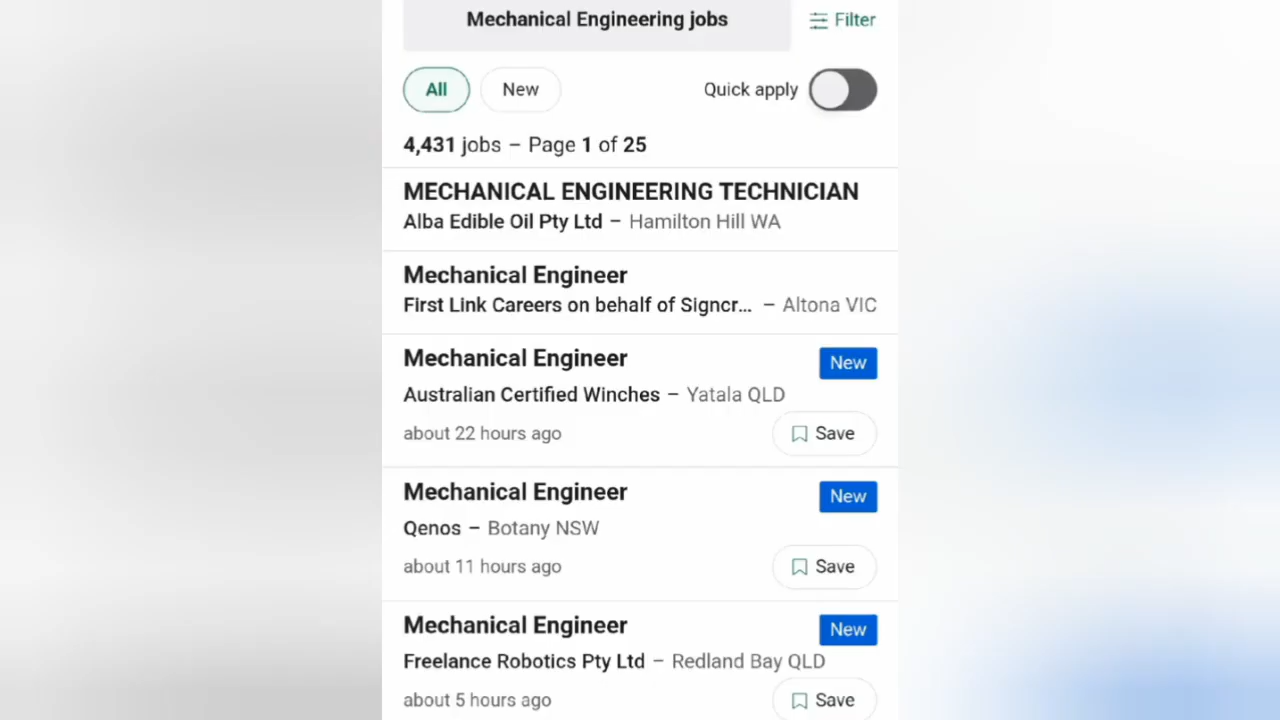 Mechanical Engineering jobs
Filter
All
New
Quick apply
4,431 jobs – Page 1 of 25
MECHANICAL ENGINEERING TECHNICIAN
Alba Edible Oil Pty Ltd – Hamilton Hill WA
Mechanical Engineer
First Link Careers on behalf of Signcr... – Altona VIC
Mechanical Engineer
New
Australian Certified Winches – Yatala QLD
about 22 hours ago
Save
Mechanical Engineer
New
Qenos – Botany NSW
about 11 hours ago
Save
Mechanical Engineer
New
Freelance Robotics Pty Ltd – Redland Bay QLD
about 5 hours ago
Save